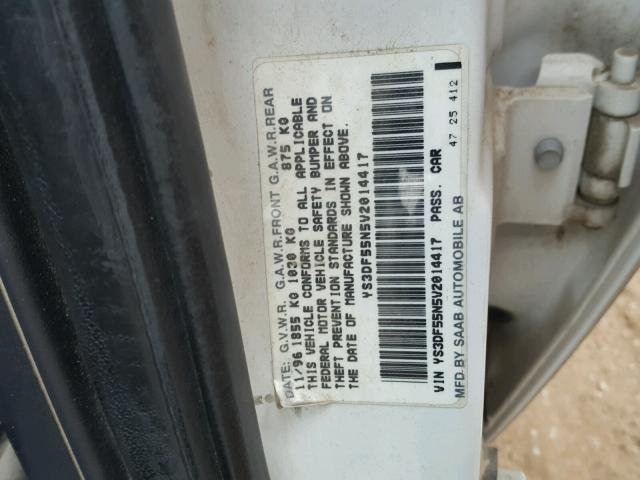 DATE: G.V.W.R. G.A.W.R.FRONT G.A.W.R.REAR
11/96 1855 KG 1030 KG 875 KG
THIS VEHICLE CONFORMS TO ALL APPLICABLE
FEDERAL MOTOR VEHICLE SAFETY BUMPER AND
THEFT PREVENTION STANDARDS IN EFFECT ON
THE DATE OF MANUFACTURE SHOWN ABOVE.
YS3DF55N5V2014417
VIN YS3DF55N5V2014417 PASS. CAR
MFD.BY SAAB AUTOMOBILE AB
47 25 412